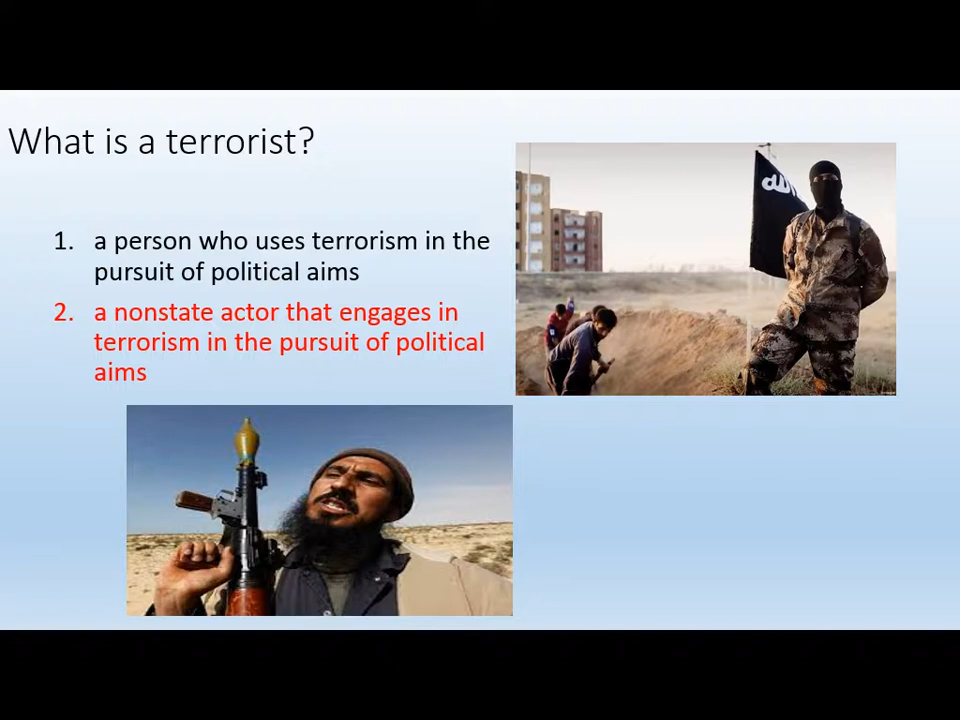 What is a terrorist?
1. a person who uses terrorism in the
pursuit of political aims
2. a nonstate actor that engages in
terrorism in the pursuit of political
aims